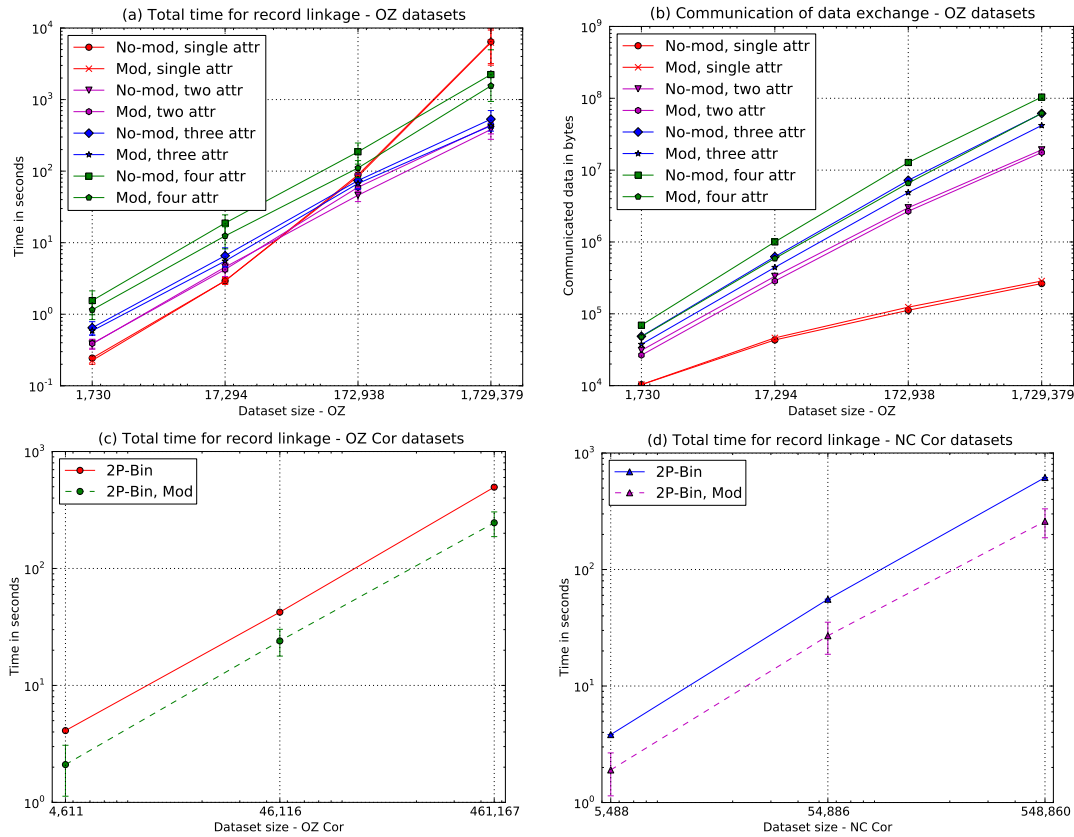 (a) Total time for record linkage - OZ datasets
10^4
10^3
10^2
10^1
10^0
10^-1
Time in seconds
No-mod, single attr
Mod, single attr
No-mod, two attr
Mod, two attr
No-mod, three attr
Mod, three attr
No-mod, four attr
Mod, four attr
1,730
17,294
172,938
1,729,379
Dataset size - OZ
(b) Communication of data exchange - OZ datasets
10^9
10^8
10^7
10^6
10^5
10^4
Communicated data in bytes
No-mod, single attr
Mod, single attr
No-mod, two attr
Mod, two attr
No-mod, three attr
Mod, three attr
No-mod, four attr
Mod, four attr
1,730
17,294
172,938
1,729,379
Dataset size - OZ
(c) Total time for record linkage - OZ Cor datasets
10^3
10^2
10^1
10^0
Time in seconds
2P-Bin
2P-Bin, Mod
4,611
46,116
461,167
Dataset size - OZ Cor
(d) Total time for record linkage - NC Cor datasets
10^3
10^2
10^1
10^0
Time in seconds
2P-Bin
2P-Bin, Mod
5,488
54,886
548,860
Dataset size - NC Cor